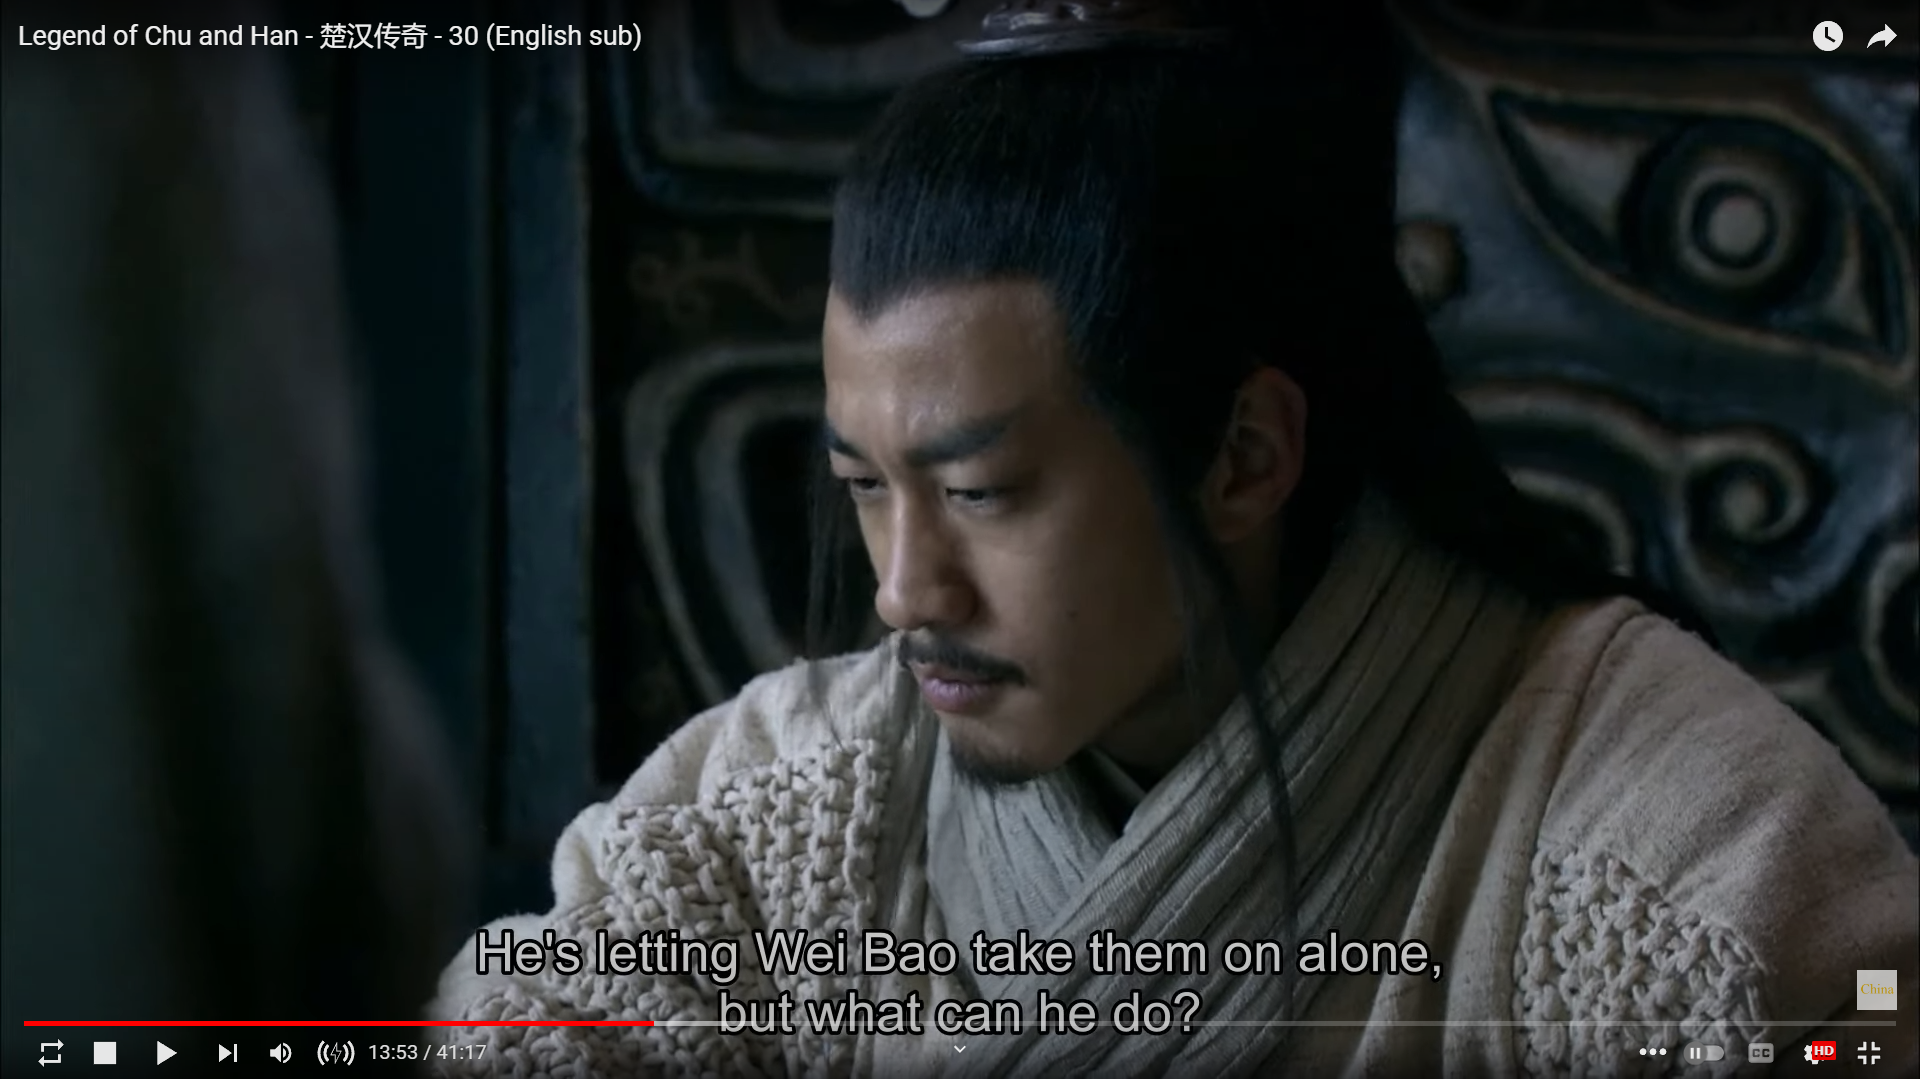 Legend of Chu and Han - 楚汉传奇 - 30 (English sub)
He's letting Wei Bao take them on alone,
but what can he do?
China
13:53 / 41:17
CC
HD